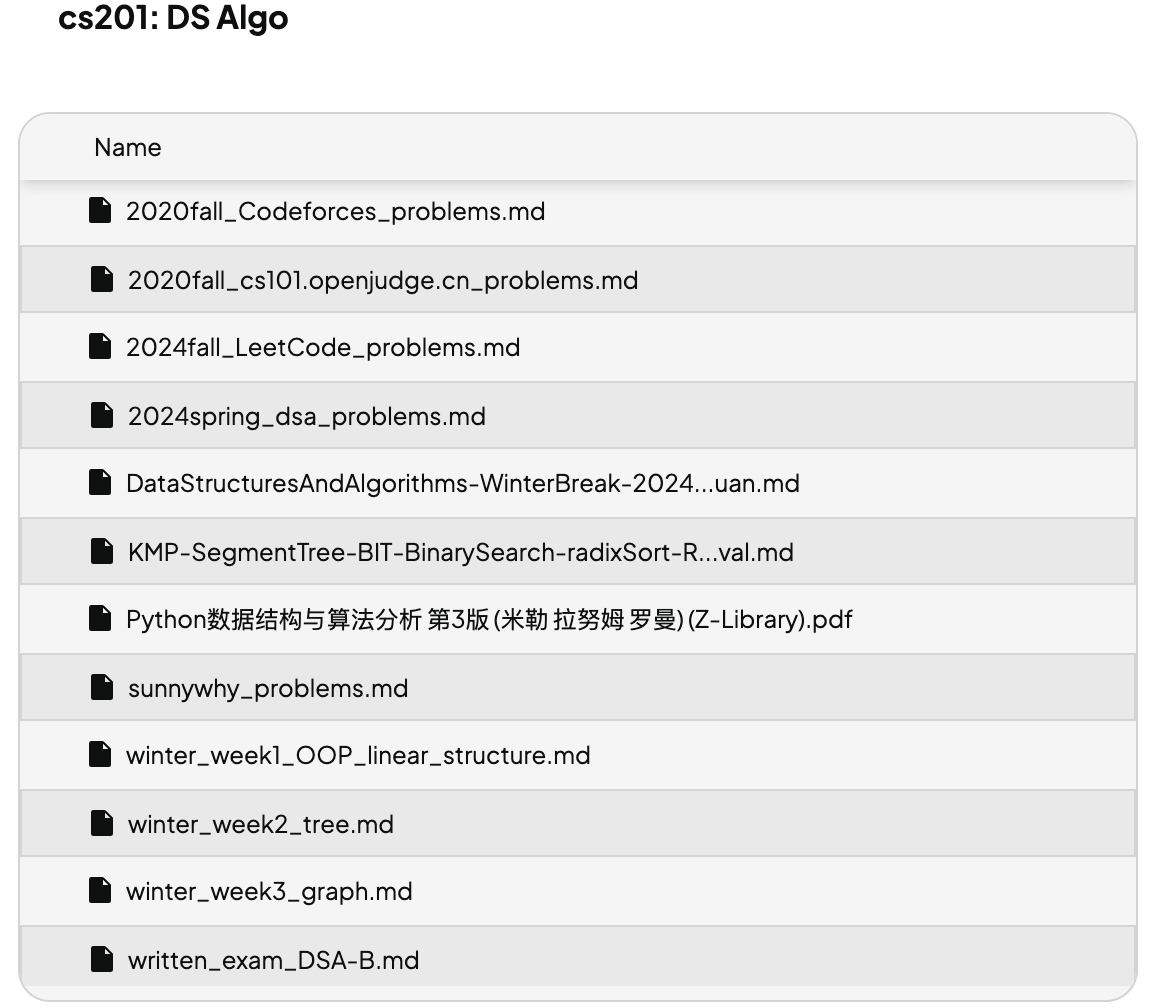 cs201: DS Algo
Name
2020fall_Codeforces_problems.md
2020fall_cs101.openjudge.cn_problems.md
2024fall_LeetCode_problems.md
2024spring_dsa_problems.md
DataStructuresAndAlgorithms-WinterBreak-2024...uan.md
KMP-SegmentTree-BIT-BinarySearch-radixSort-R...val.md
Python数据结构与算法分析 第3版 (米勒 拉努姆 罗曼) (Z-Library).pdf
sunnywhy_problems.md
winter_week1_OOP_linear_structure.md
winter_week2_tree.md
winter_week3_graph.md
written_exam_DSA-B.md